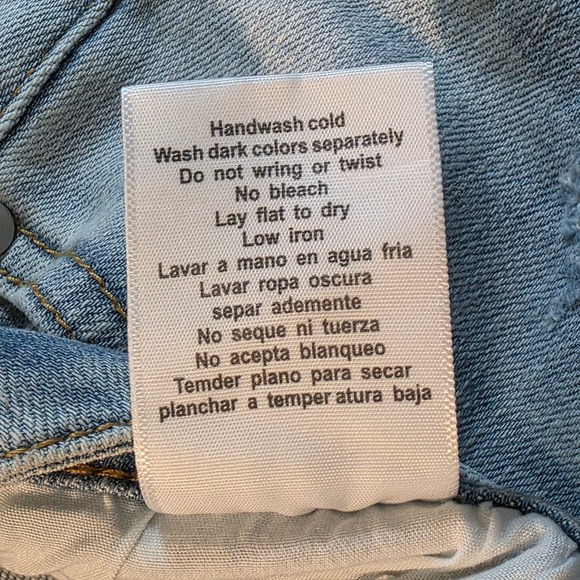 Handwash cold
Wash dark colors separately
Do not wring or twist
No bleach
Lay flat to dry
Low iron
Lavar a mano en agua fria
Lavar ropa oscura
separ ademente
No seque ni tuerza
No acepta blanqueo
Temder plano para secar
planchar a temper atura baja